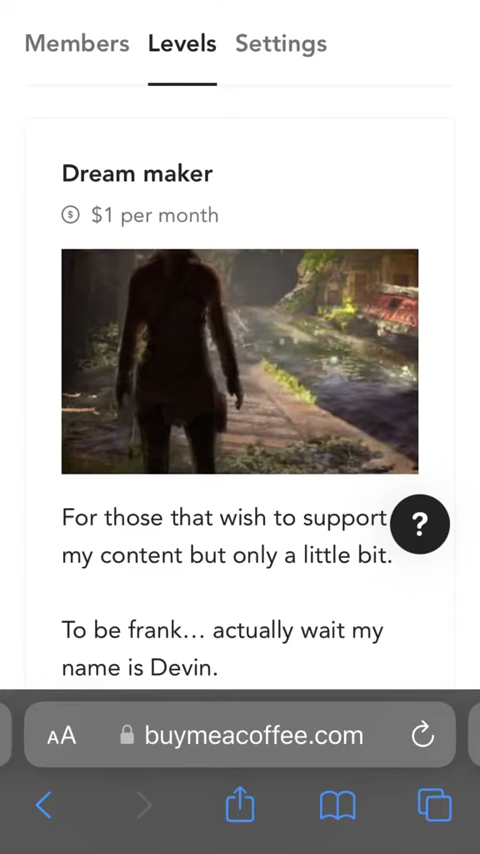 Members Levels Settings
Dream maker
$ $1 per month
For those that wish to support
my content but only a little bit.
?
To be frank… actually wait my
name is Devin.
AA buymeacoffee.com